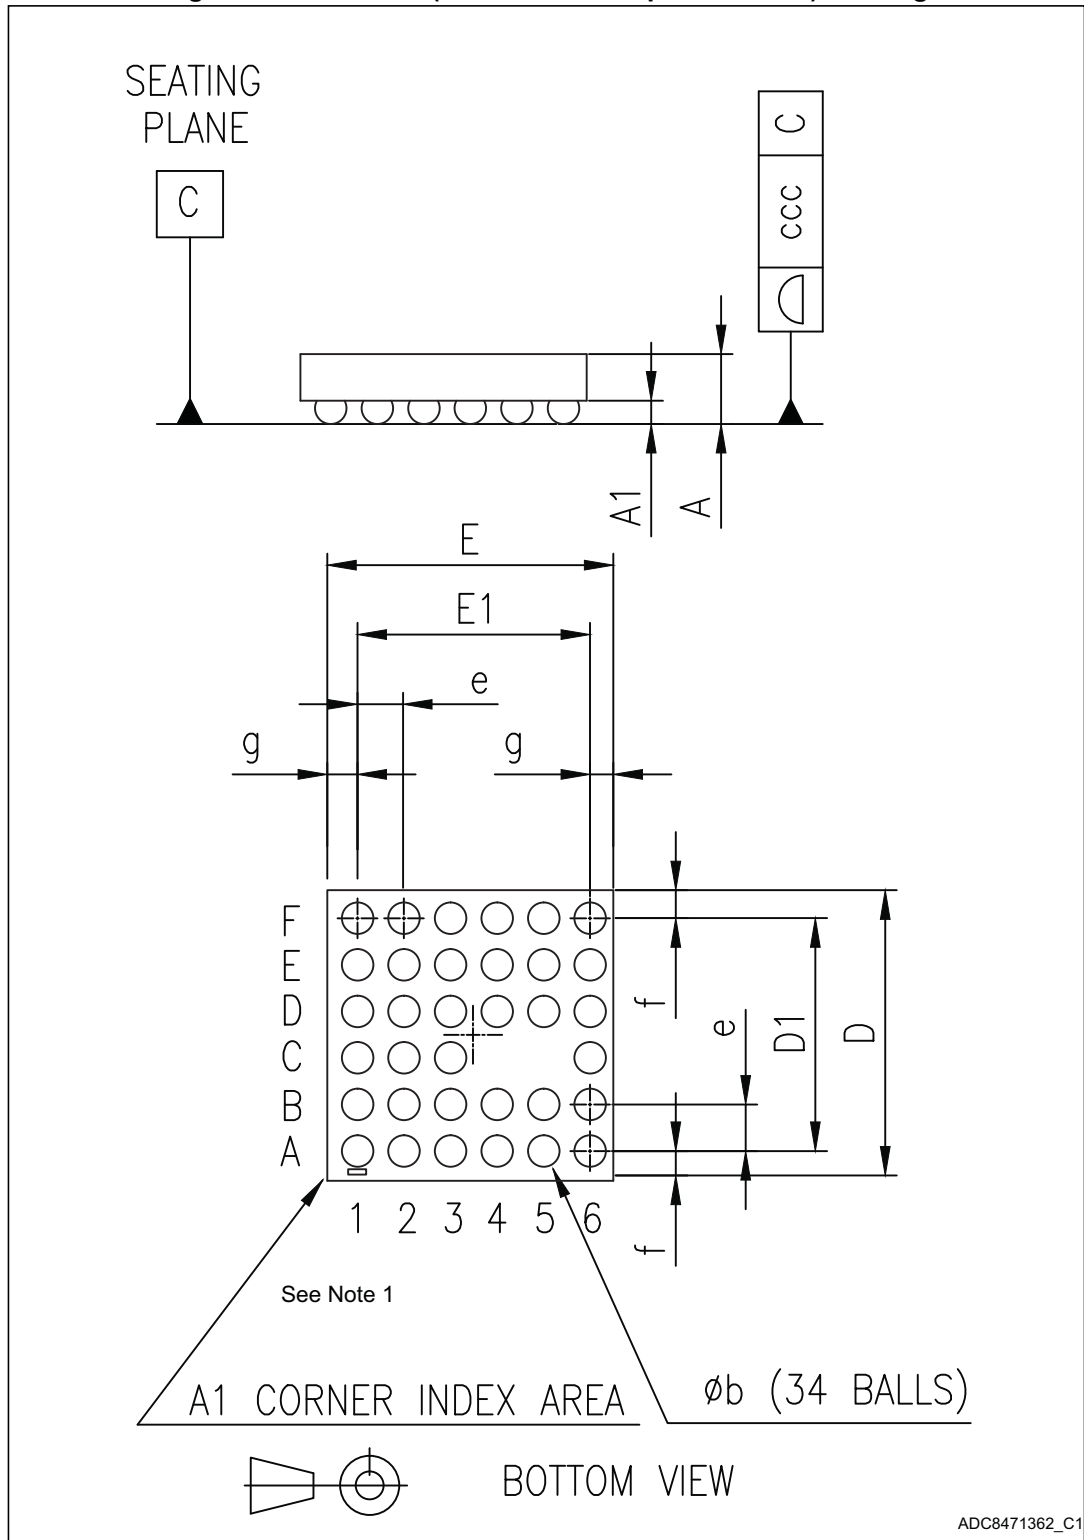 SEATING
PLANE
C
C
ccc
A1
A
E
E1
e
g
g
F
E
D
C
B
A
f
e
D1
D
f
1 2 3 4 5 6
See Note 1
A1 CORNER INDEX AREA
øb (34 BALLS)
BOTTOM VIEW
ADC8471362_C1